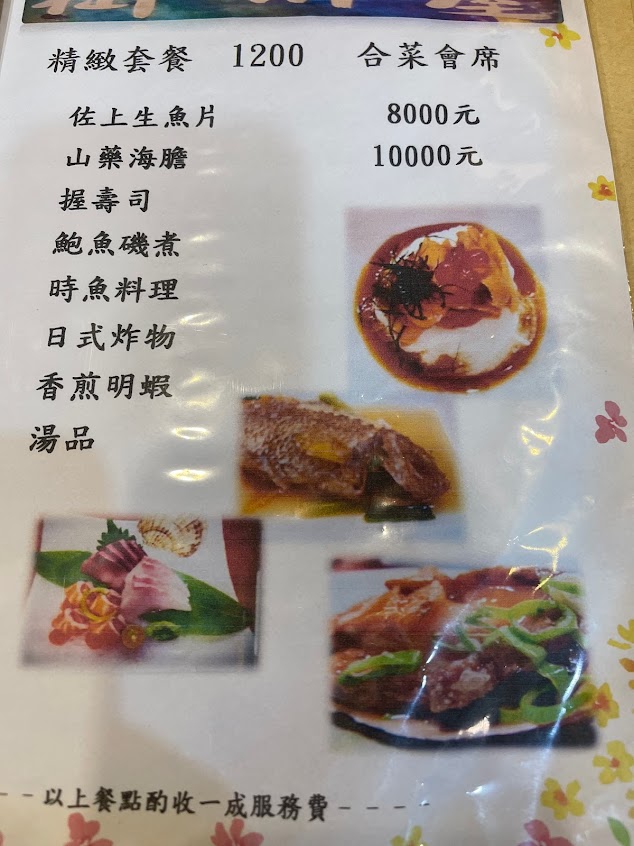 精緻套餐 1200 合菜會席
佐上生魚片 8000元
山藥海膽 10000元
握壽司
鮑魚磯煮
時魚料理
日式炸物
香煎明蝦
湯品
--以上餐點酌收一成服務費----